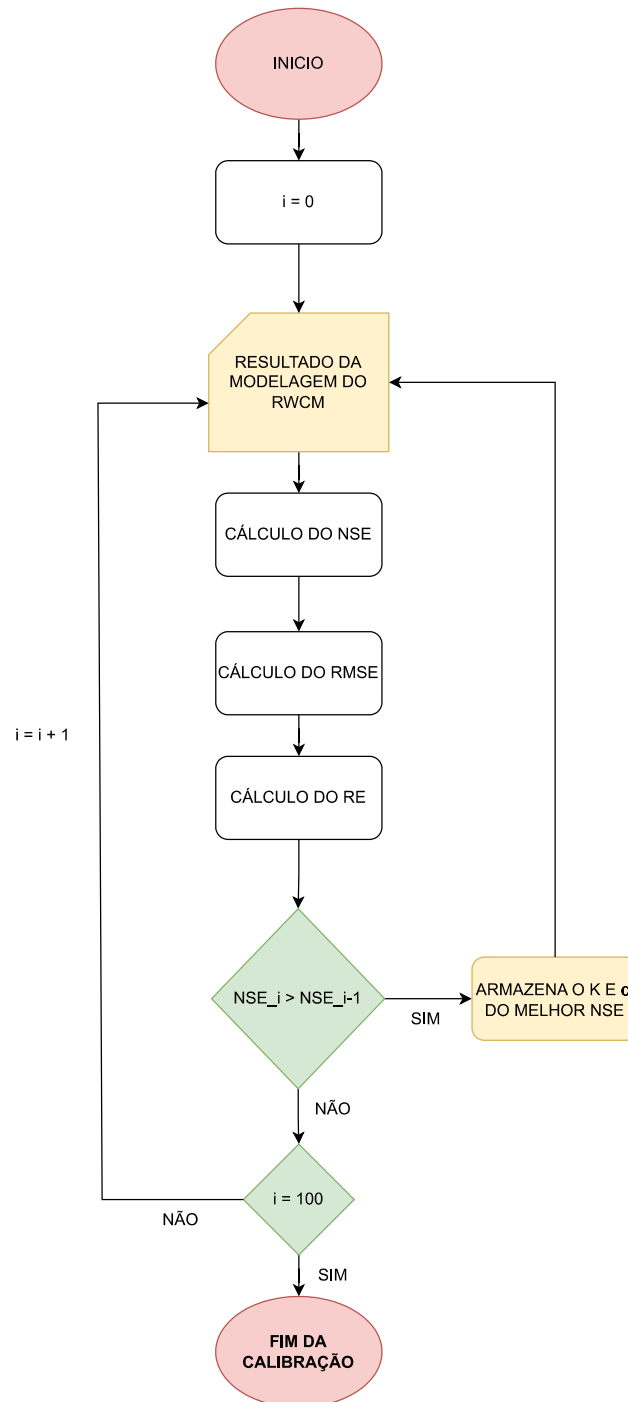 INICIO
i = 0
RESULTADO DA
MODELAGEM DO
RWCM
CÁLCULO DO NSE
CÁLCULO DO RMSE
i = i + 1
CÁLCULO DO RE
NSE_i > NSE_i-1
SIM
ARMAZENA O K E
DO MELHOR NSE
NÃO
i = 100
NÃO
SIM
FIM DA
CALIBRAÇÃO